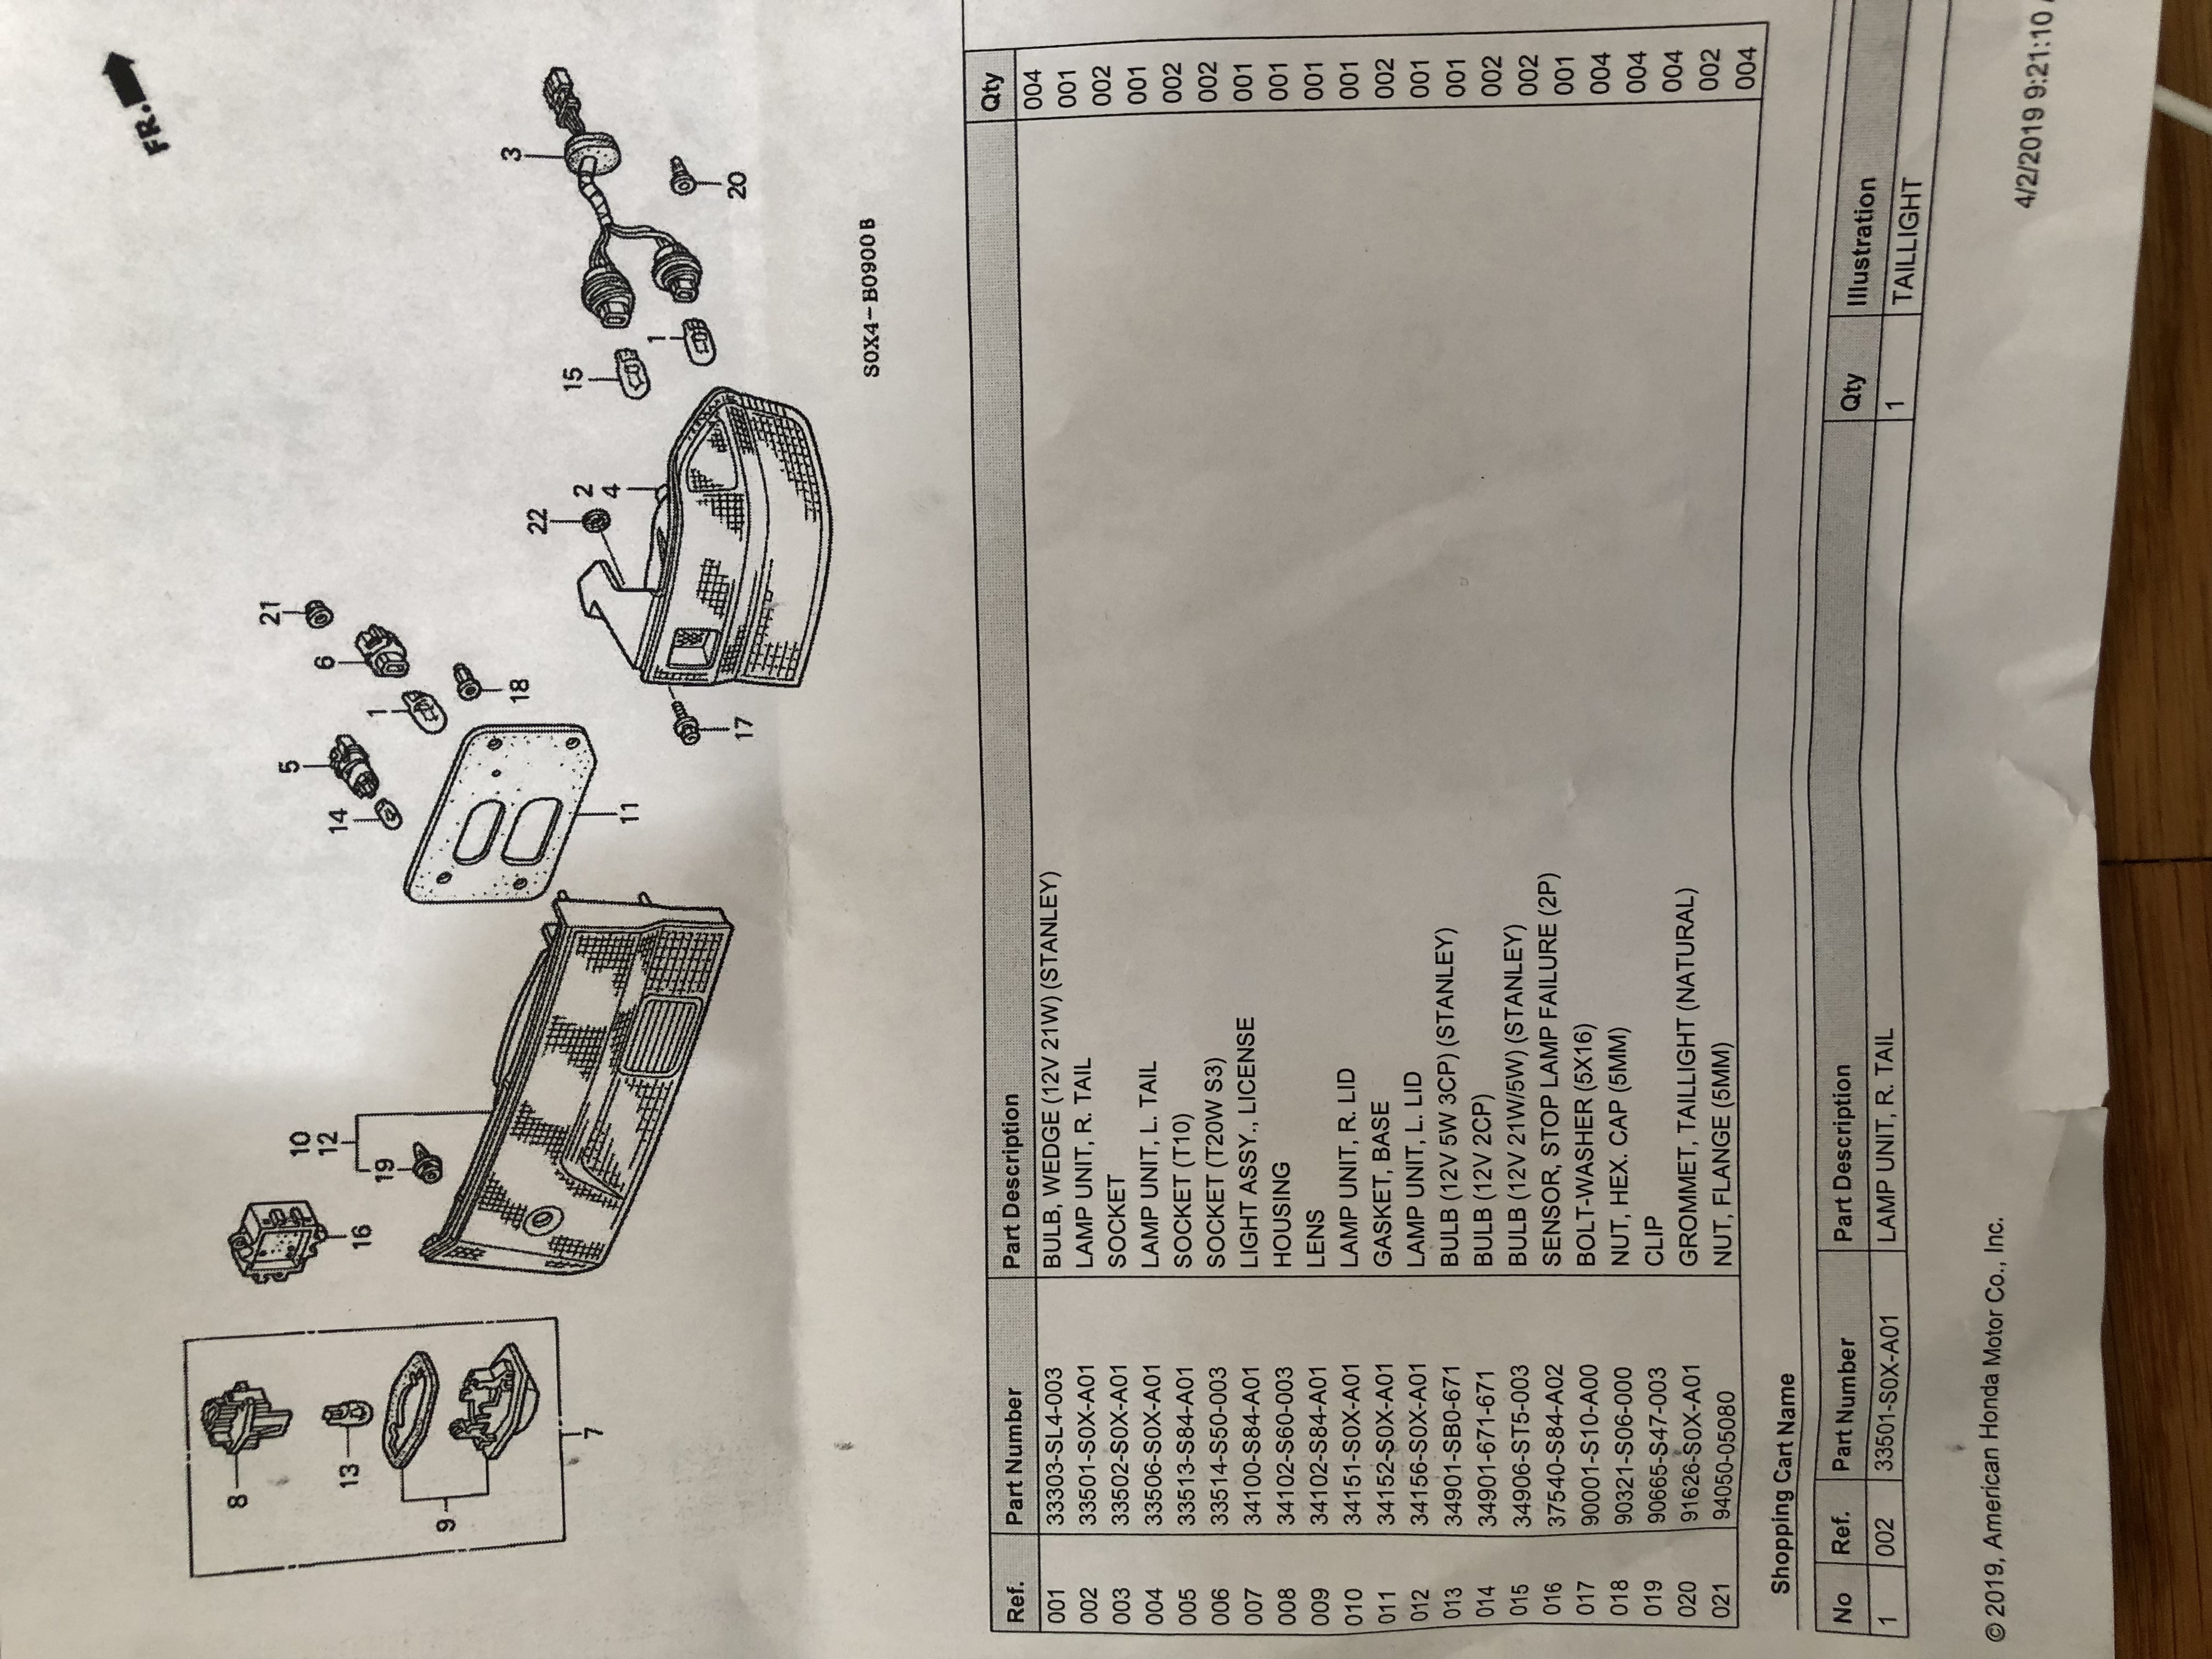 FR.
8
13
9
7
16
10
12
19
5
14
1
6
21
18
11
22
2
4
17
15
1
3
20
S0X4-B0900B
Ref. Part Number Part Description Qty
001 33303-SL4-003 BULB, WEDGE (12V 21W) (STANLEY) 004
002 33501-S0X-A01 LAMP UNIT, R. TAIL 001
003 33502-S0X-A01 SOCKET 002
004 33506-S0X-A01 LAMP UNIT, L. TAIL 001
005 33513-S84-A01 SOCKET (T10) 002
006 33514-S50-003 SOCKET (T20W S3) 002
007 34100-S84-A01 LIGHT ASSY., LICENSE 001
008 34102-S60-003 HOUSING 001
009 34102-S84-A01 LENS 001
010 34151-S0X-A01 LAMP UNIT, R. LID 001
011 34152-S0X-A01 GASKET, BASE 002
012 34156-S0X-A01 LAMP UNIT, L. LID 001
013 34901-SB0-671 BULB (12V 5W 3CP) (STANLEY) 001
014 34901-671-671 BULB (12V 2CP) 002
015 34906-ST5-003 BULB (12V 21W/5W) (STANLEY) 002
016 37540-S84-A02 SENSOR, STOP LAMP FAILURE (2P) 001
017 90001-S10-A00 BOLT-WASHER (5X16) 004
018 90321-S06-000 NUT, HEX. CAP (5MM) 004
019 90665-S47-003 CLIP 004
020 91626-S0X-A01 GROMMET, TAILLIGHT (NATURAL) 002
021 94050-05080 NUT, FLANGE (5MM) 004
Shopping Cart Name
No Ref. Part Number Part Description Qty Illustration
1 002 33501-S0X-A01 LAMP UNIT, R. TAIL 1 TAILLIGHT
© 2019, American Honda Motor Co., Inc.
4/2/2019 9:21:10